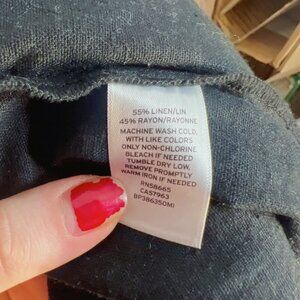 55% LINEN/LIN
45% RAYON/RAYONNE
MACHINE WASH COLD,
WITH LIKE COLORS
ONLY NON-CHLORINE
BLEACH IF NEEDED
TUMBLE DRY LOW,
REMOVE PROMPTLY
WARM IRON IF NEEDED
RN58665
CA57963
BP386350MI